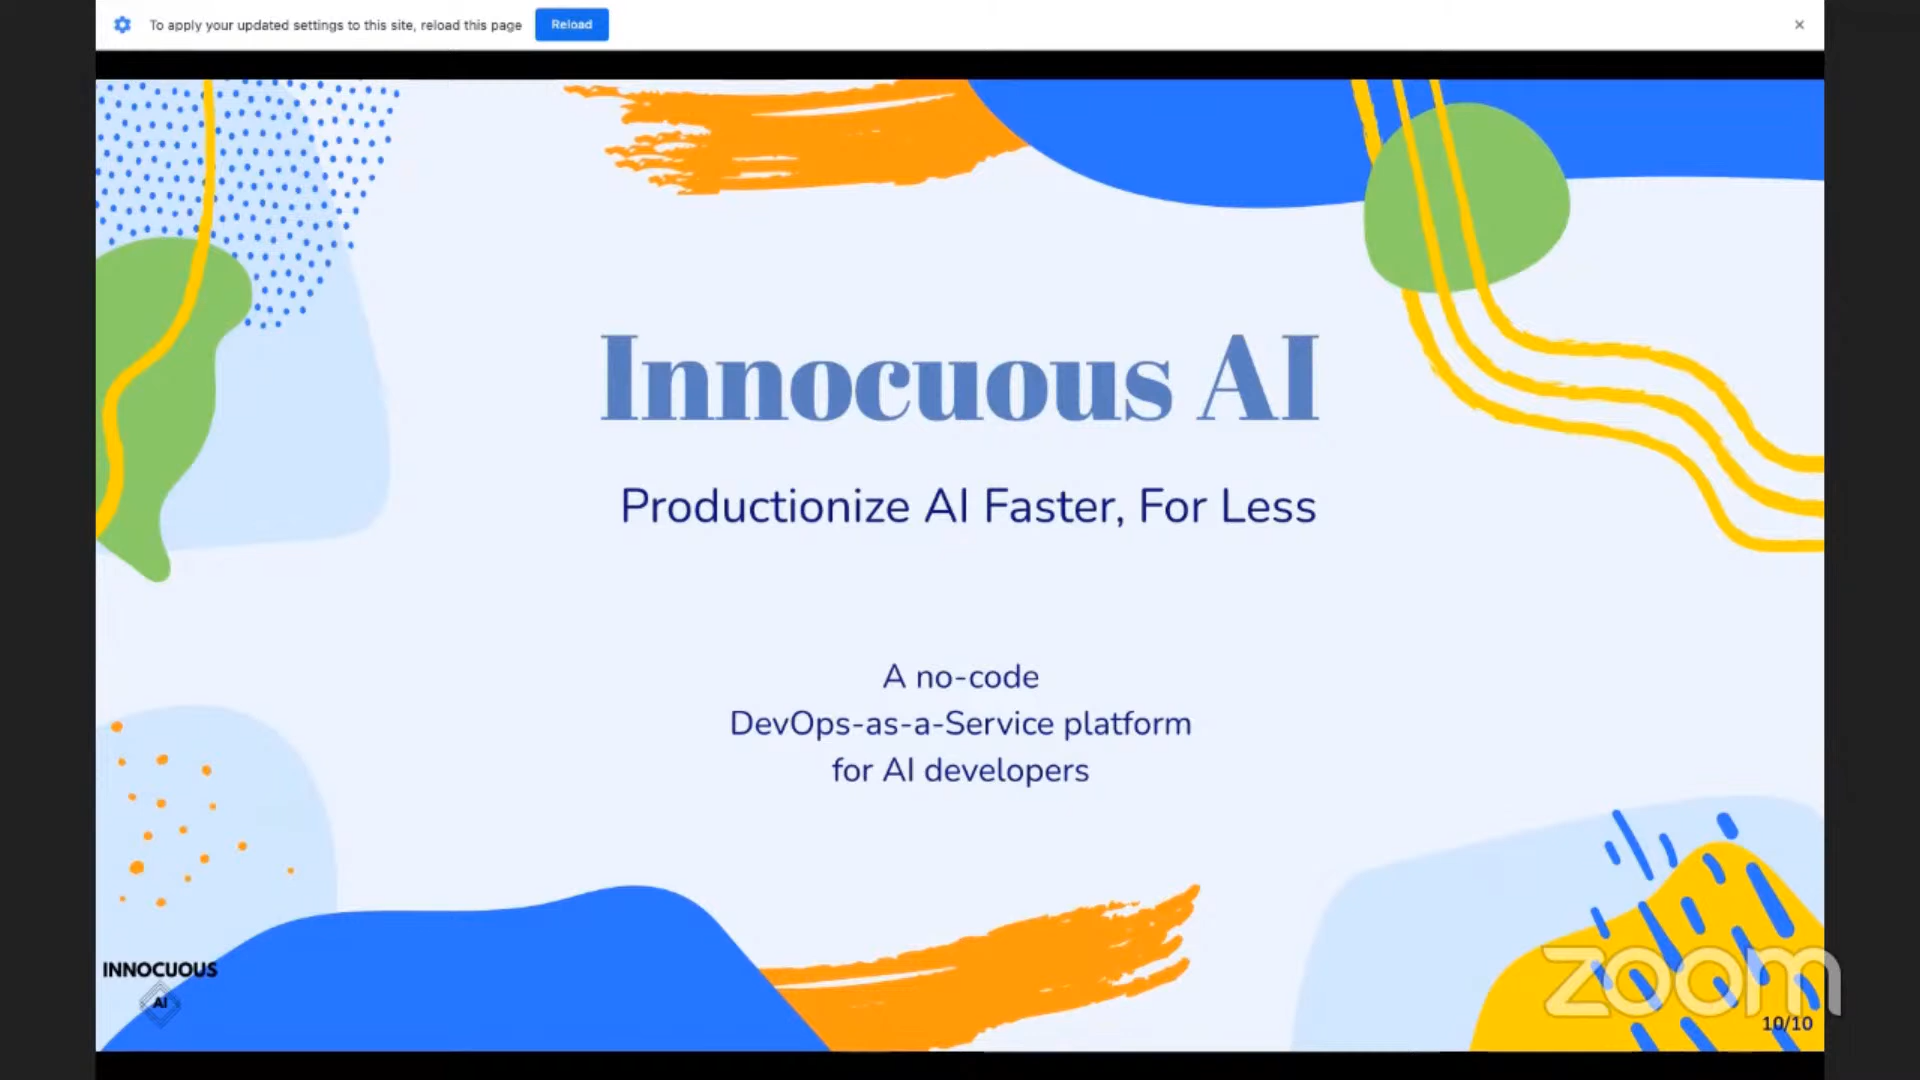 To apply your updated settings to this site, reload this page
Reload
Innocuous AI
Productionize AI Faster, For Less
A no-code
DevOps-as-a-Service platform
for AI developers
INNOCUOUS
AI
zoom
10/10